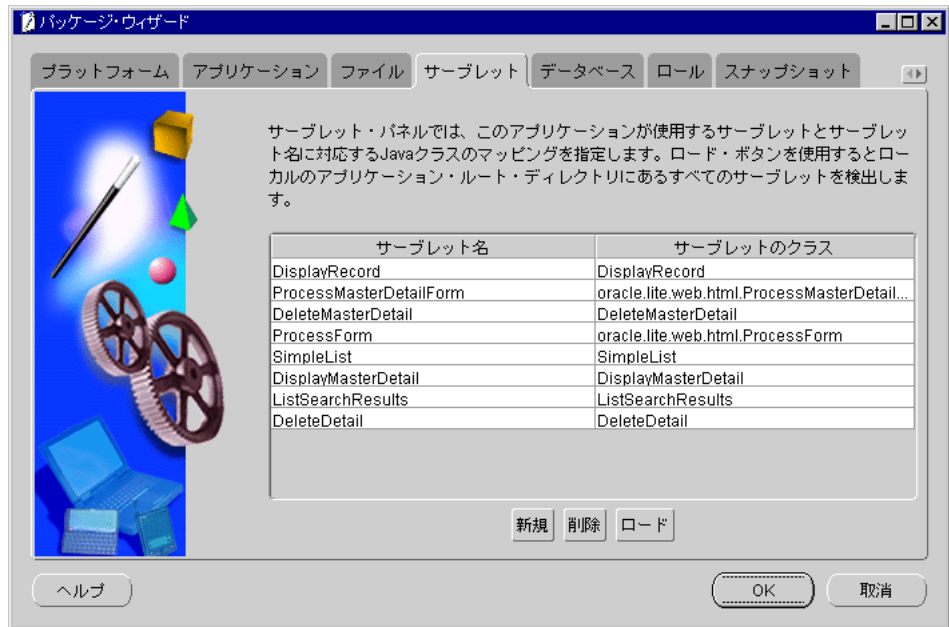 パッケージ・ウィザード
プラットフォーム アプリケーション ファイル サーブレット データベース ロール スナップショット
サーブレット・パネルでは、このアプリケーションが使用するサーブレットとサーブレッ
ト名に対応するJavaクラスのマッピングを指定します。ロード・ボタンを使用するとロー
カルのアプリケーション・ルート・ディレクトリにあるすべてのサーブレットを検出しま
す。
サーブレット名 サーブレットのクラス
DisplayRecord DisplayRecord
ProcessMasterDetailForm oracle.lite.web.html.ProcessMasterDetail...
DeleteMasterDetail DeleteMasterDetail
ProcessForm oracle.lite.web.html.ProcessForm
SimpleList SimpleList
DisplayMasterDetail DisplayMasterDetail
ListSearchResults ListSearchResults
DeleteDetail DeleteDetail
新規 削除 ロード
ヘルプ OK 取消